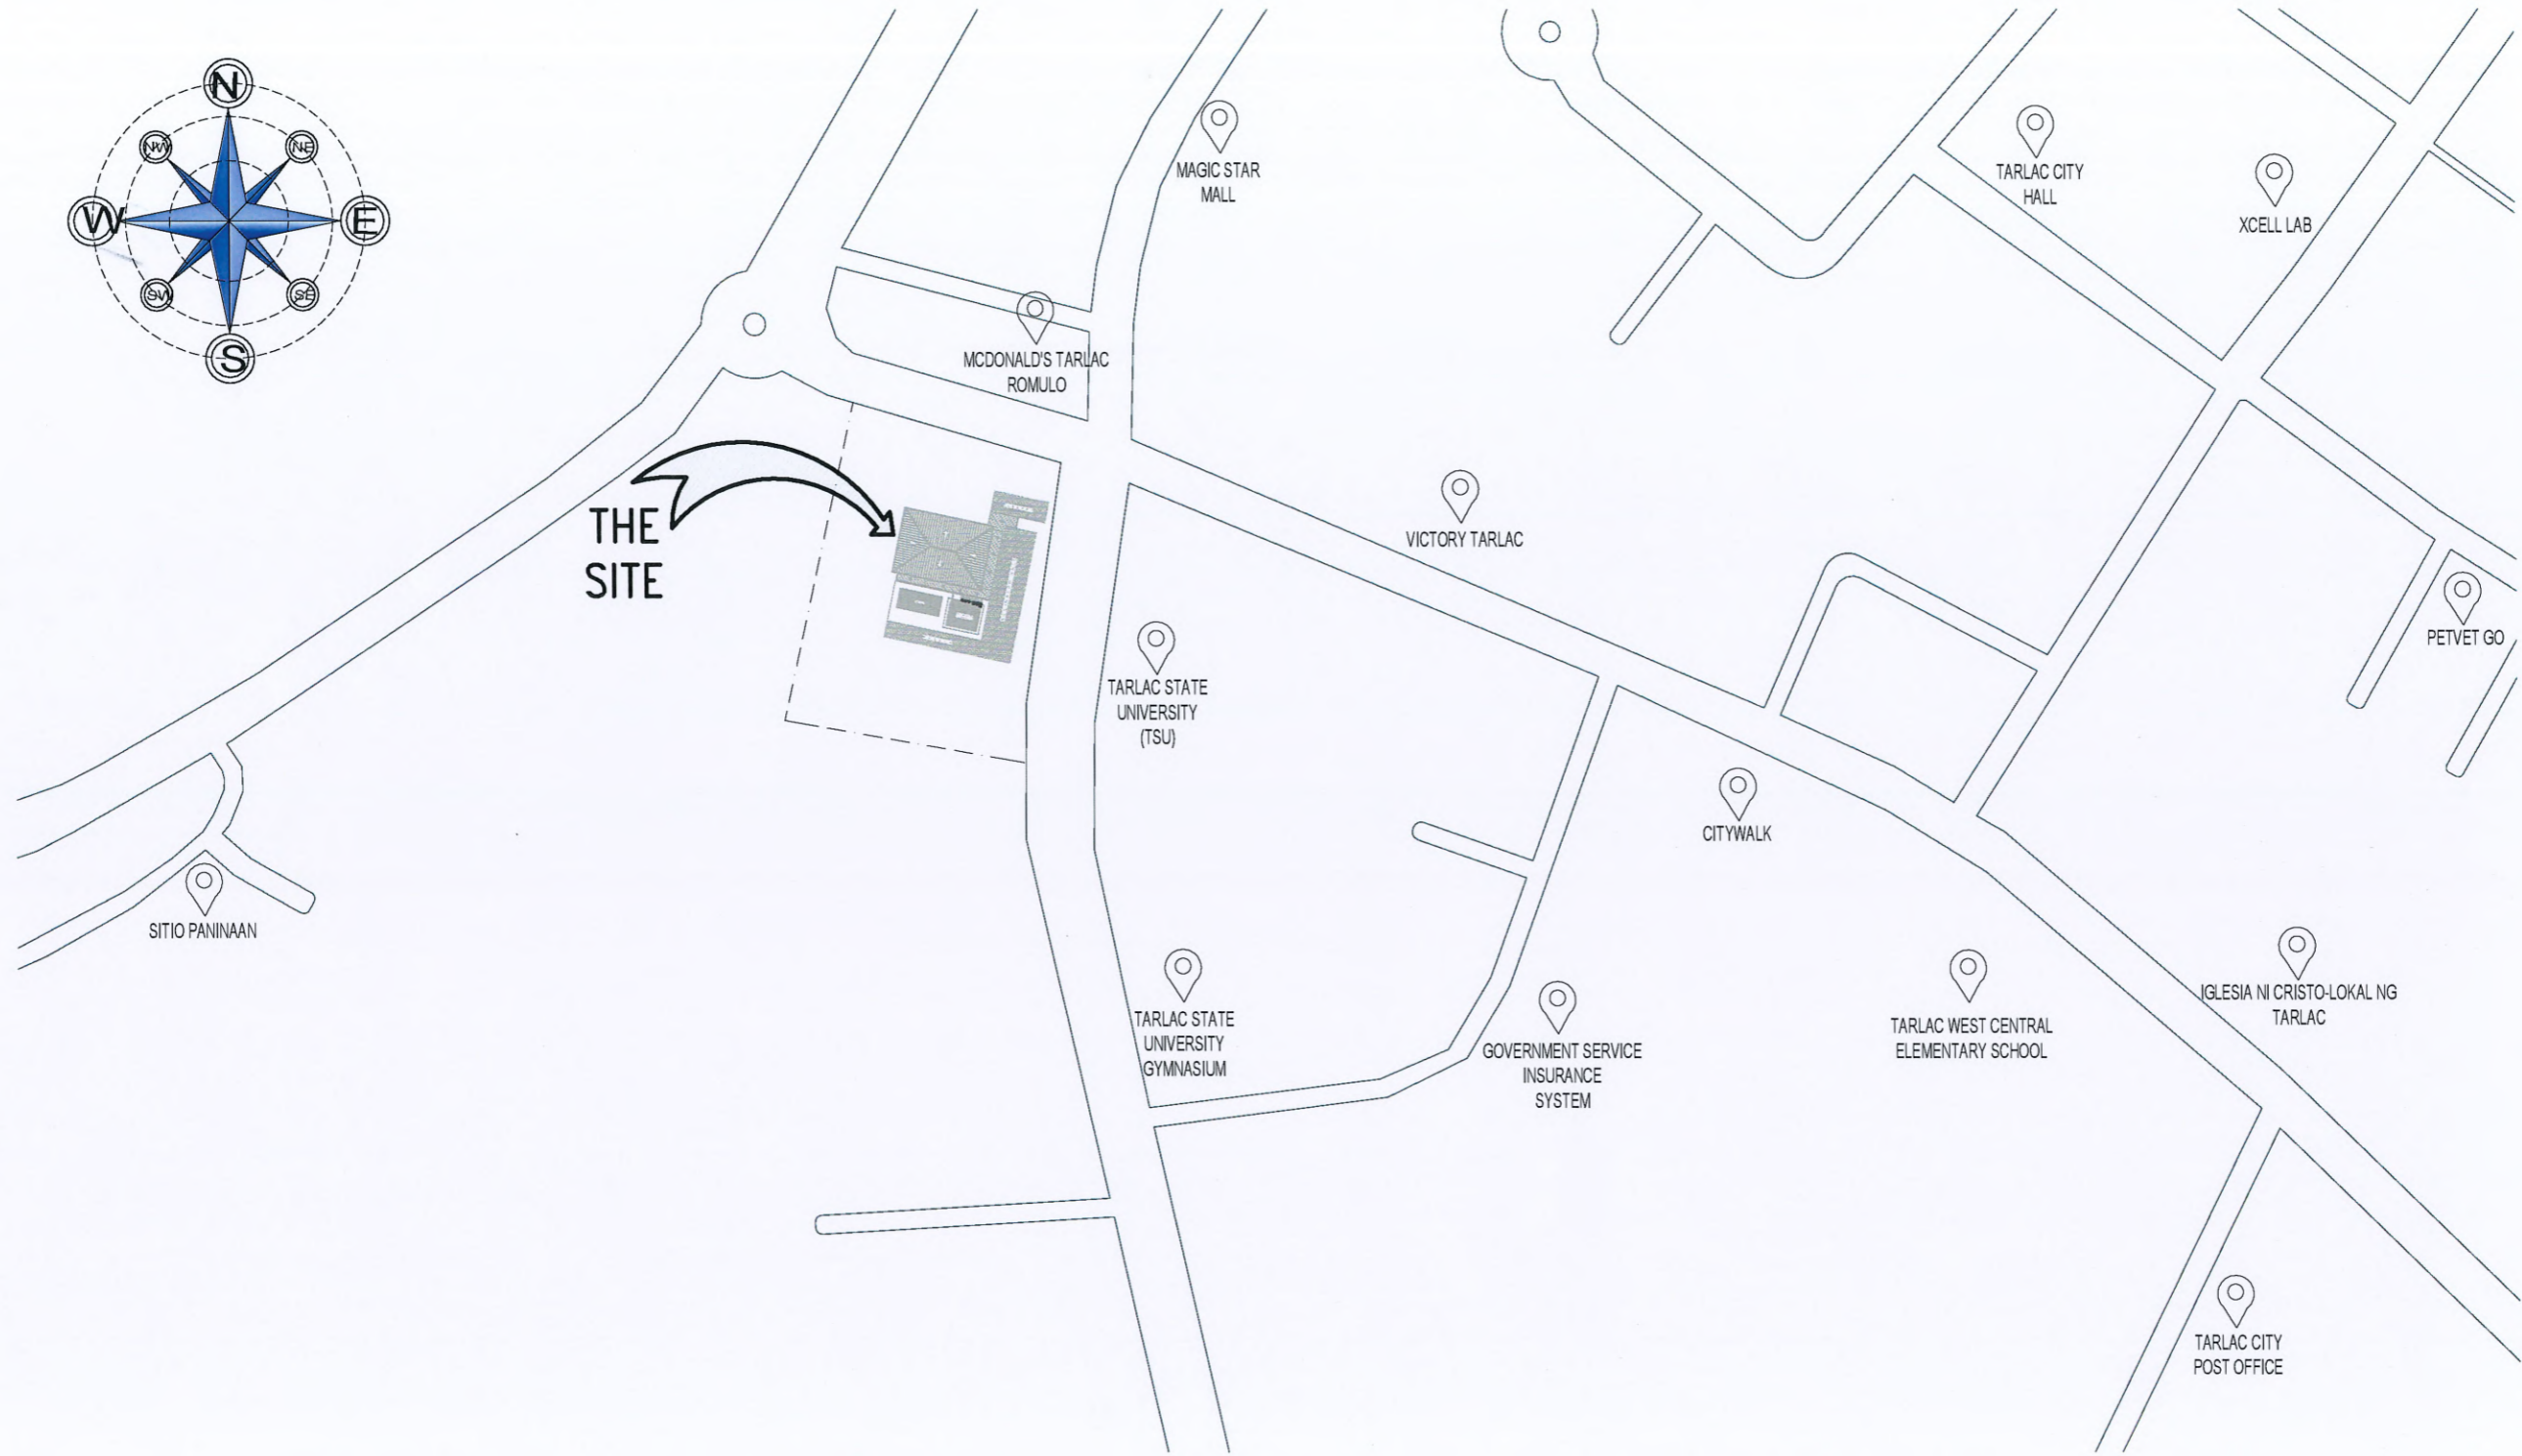 N
NW
NE
W
E
SW
SE
S
MAGIC STAR
MALL
TARLAC CITY
HALL
XCELL LAB
MCDONALD'S TARLAC
ROMULO
THE
SITE
VICTORY TARLAC
PETVET GO
TARLAC STATE
UNIVERSITY
(TSU)
CITYWALK
SITIO PANINAAN
TARLAC STATE
UNIVERSITY
GYMNASIUM
GOVERNMENT SERVICE
INSURANCE
SYSTEM
TARLAC WEST CENTRAL
ELEMENTARY SCHOOL
IGLESIA NI CRISTO-LOKAL NG
TARLAC
TARLAC CITY
POST OFFICE